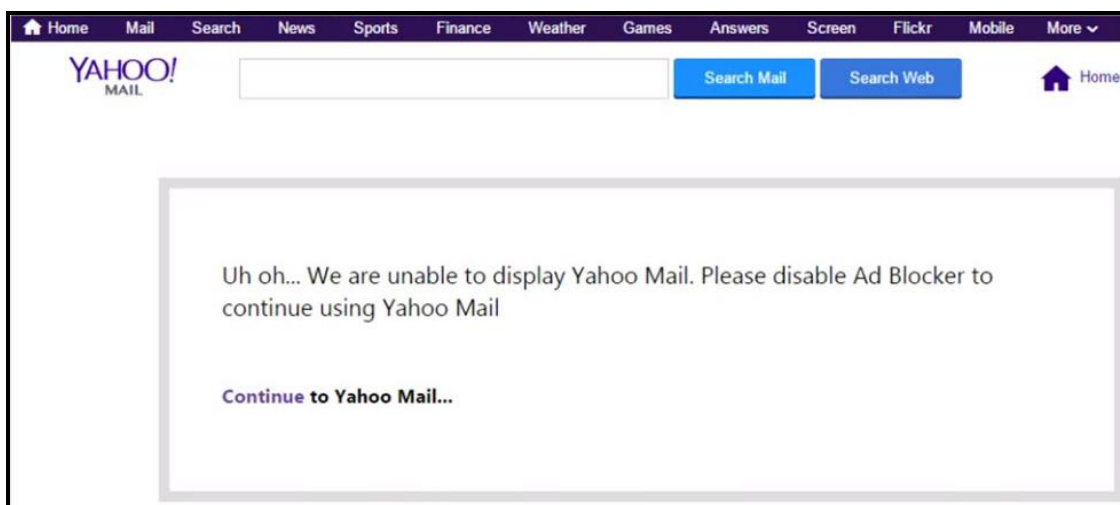 Home Mail Search News Sports Finance Weather Games Answers Screen Flickr Mobile More
YAHOO!
MAIL
Search Mail Search Web Home
Uh oh... We are unable to display Yahoo Mail. Please disable Ad Blocker to
continue using Yahoo Mail
Continue to Yahoo Mail...